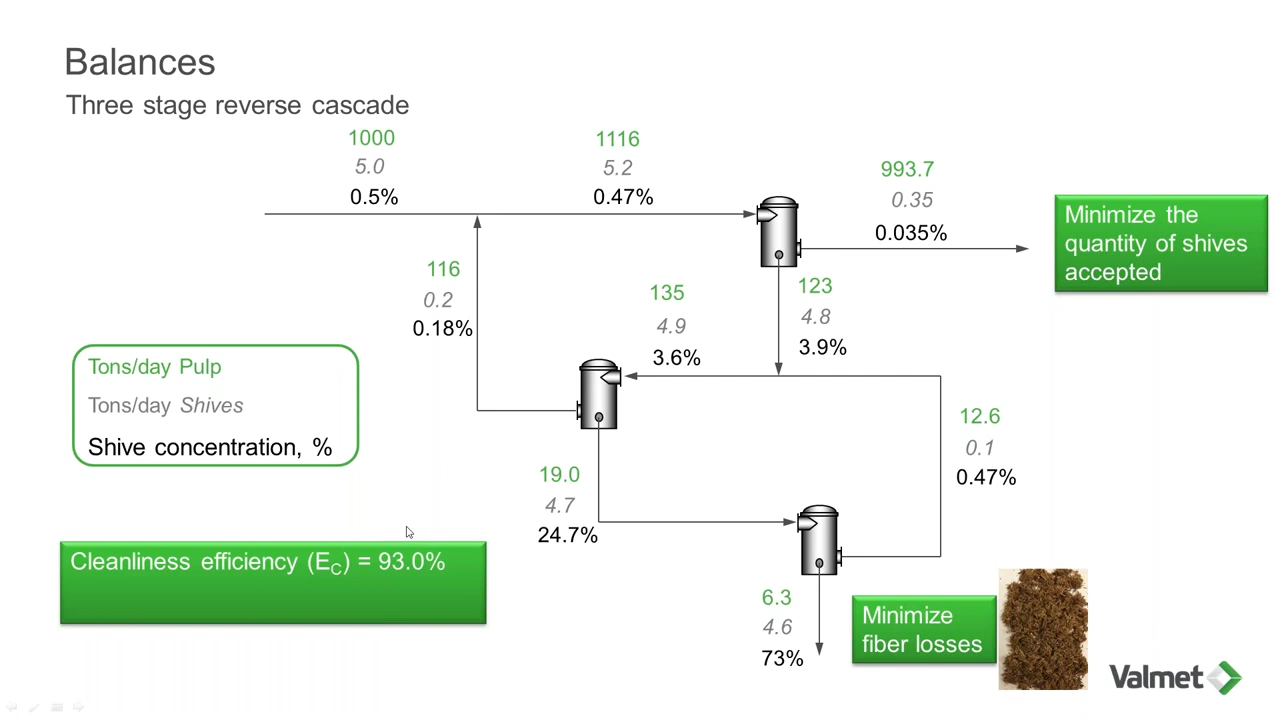 Balances
Three stage reverse cascade
1000
5.0
0.5%
1116
5.2
0.47%
993.7
0.35
0.035%
Minimize the
quantity of shives
accepted
116
0.2
0.18%
135
4.9
3.6%
123
4.8
3.9%
Tons/day Pulp
Tons/day Shives
Shive concentration, %
12.6
0.1
0.47%
19.0
4.7
24.7%
Cleanliness efficiency (EC) = 93.0%
6.3
4.6
73%
Minimize
fiber losses
Valmet